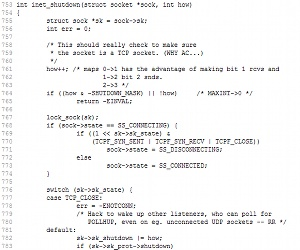 753 int inet_shutdown(struct socket *sock, int how)
754 {
755 struct sock *sk = sock->sk;
756 int err = 0;
757
758 /* This should really check to make sure
759 * the socket is a TCP socket. (WHY AC...)
760 */
761 how++; /* maps 0->1 has the advantage of making bit 1 rcvs and
762 1->2 bit 2 snds.
763 2->3 */
764 if ((how & ~SHUTDOWN_MASK) || !how) /* MAXINT->0 */
765 return -EINVAL;
766
767 lock_sock(sk);
768 if (sock->state == SS_CONNECTING) {
769 if ((1 << sk->sk_state) &
770 (TCPF_SYN_SENT | TCPF_SYN_RECV | TCPF_CLOSE))
771 sock->state = SS_DISCONNECTING;
772 else
773 sock->state = SS_CONNECTED;
774 }
775
776 switch (sk->sk_state) {
777 case TCP_CLOSE:
778 err = -ENOTCONN;
779 /* Hack to wake up other listeners, who can poll for
780 POLLHUP, even on eg. unconnected UDP sockets -- RR */
781 default:
782 sk->sk_shutdown |= how;
783 if (sk->sk_prot->shutdown)